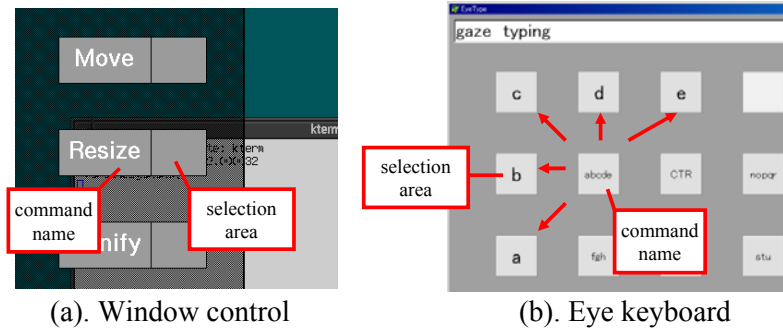 Move
kterm
Resize
command
name
selection
area
nify
(a). Window control
EyeType
gaze typing
c
d
e
selection
area
b
abcde
CTR
nopqr
command
name
a
fgh
stu
(b). Eye keyboard